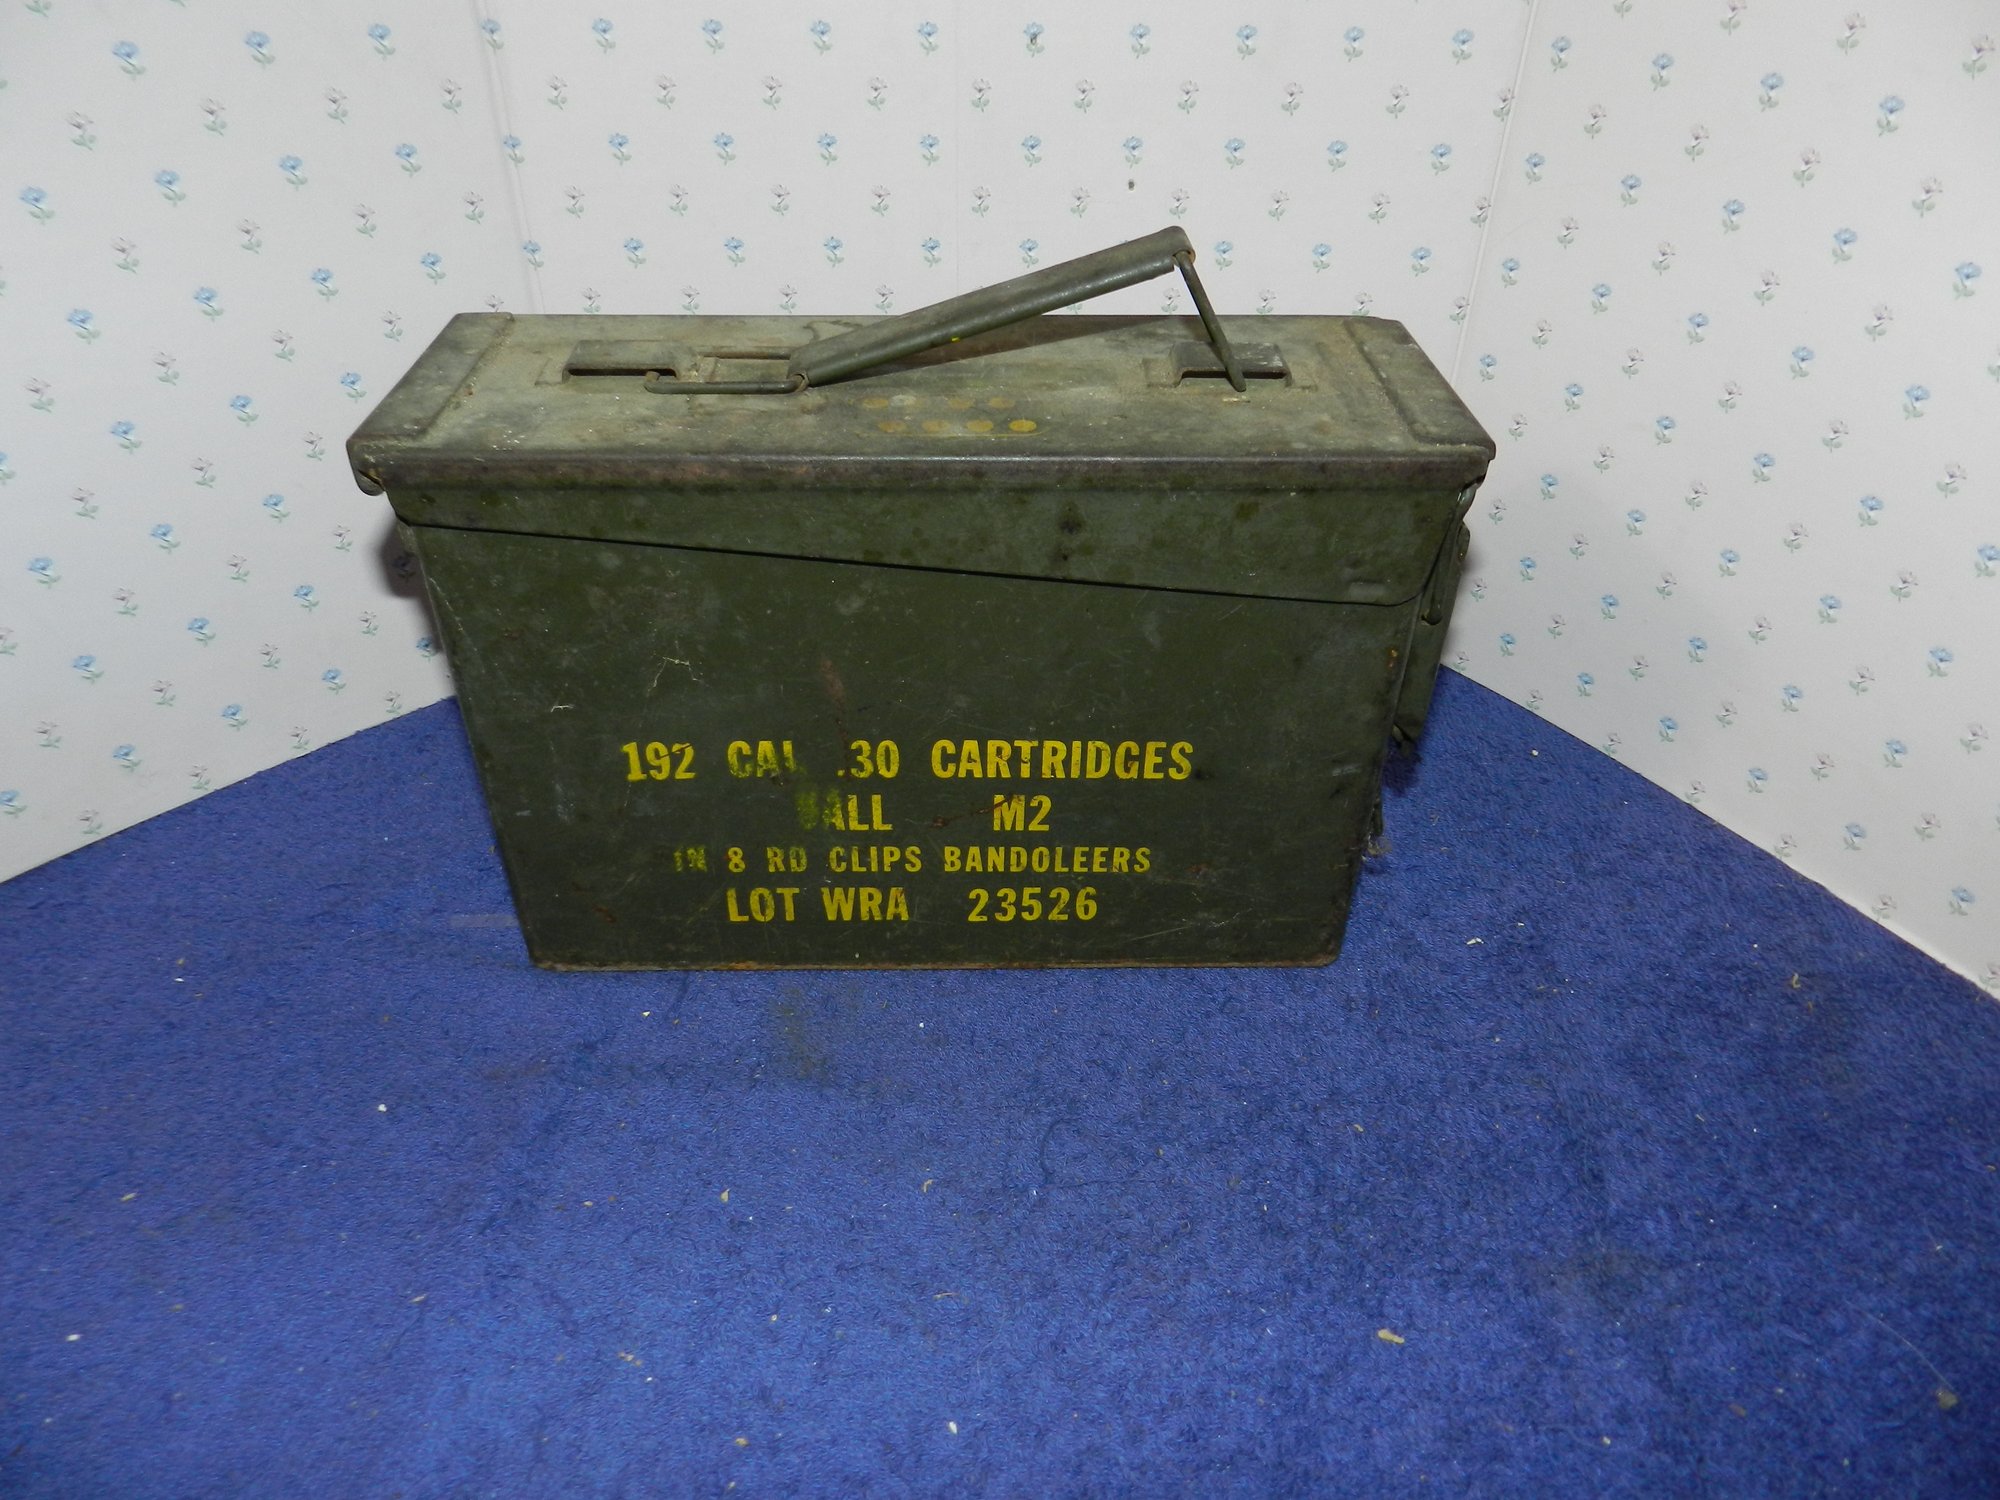 192 CAL .30 CARTRIDGES
BALL M2
IN 8 RD CLIPS BANDOLEERS
LOT WRA 23526